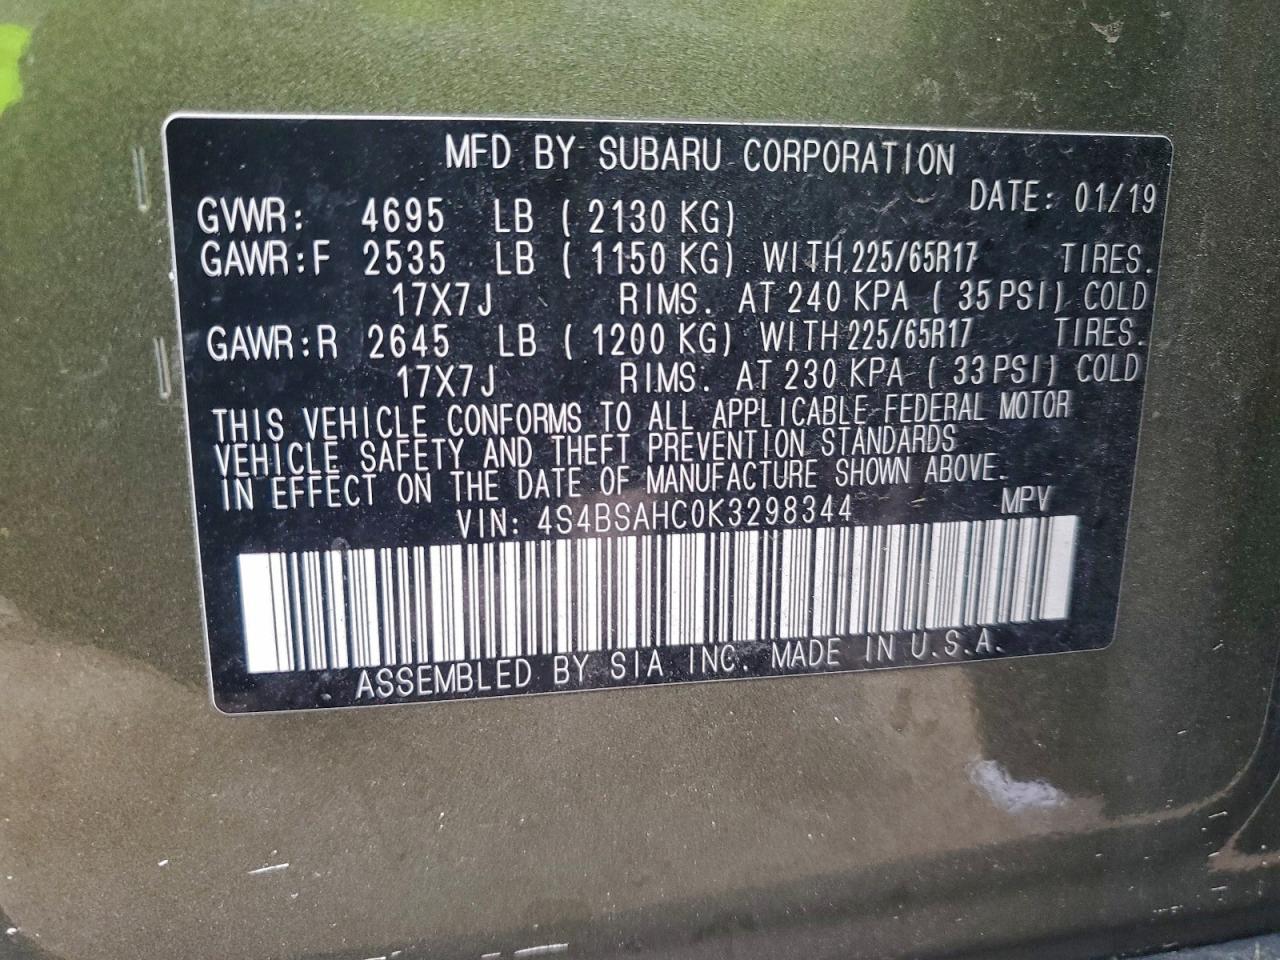 MFD BY SUBARU CORPORATION
DATE: 01/19
GVWR: 4695 LB ( 2130 KG)
GAWR:F 2535 LB ( 1150 KG) WITH 225/65R17 TIRES.
17X7J RIMS. AT 240 KPA ( 35 PSI) COLD
GAWR:R 2645 LB ( 1200 KG) WITH 225/65R17 TIRES.
17X7J RIMS. AT 230 KPA ( 33 PSI) COLD
THIS VEHICLE CONFORMS TO ALL APPLICABLE FEDERAL MOTOR
VEHICLE SAFETY AND THEFT PREVENTION STANDARDS
IN EFFECT ON THE DATE OF MANUFACTURE SHOWN ABOVE.
VIN: 4S4BSAHC0K3298344 MPV
ASSEMBLED BY SIA INC. MADE IN U.S.A.